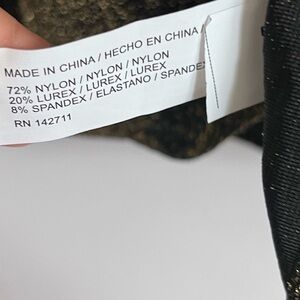 MADE IN CHINA / HECHO EN CHINA
72% NYLON / NYLON / NYLON
20% LUREX / LUREX / LUREX
8% SPANDEX / ELASTANO / SPANDEX
RN 142711